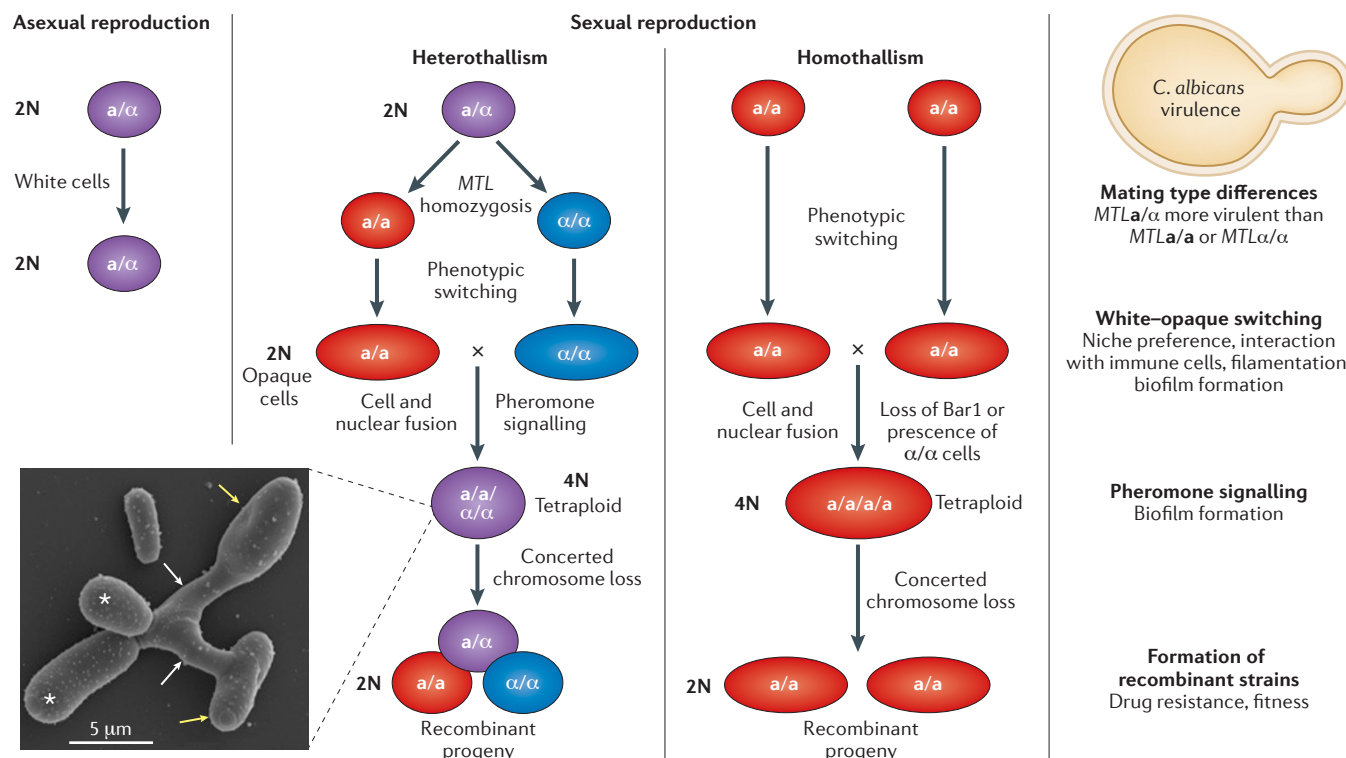 Asexual reproduction
2N
a/α
White cells
2N
a/α
Sexual reproduction
Heterothallism
2N
a/α
MTL
homozygosis
a/a
α/α
Phenotypic
switching
2N
Opaque
cells
a/a
×
α/α
Cell and
nuclear fusion
Pheromone
signalling
a/a/
α/α
4N
Tetraploid
Concerted
chromosome loss
a/α
2N
a/a
α/α
Recombinant
progeny
*
*
5 µm
Homothallism
a/a
a/a
Phenotypic
switching
a/a
×
a/a
Cell and
nuclear fusion
Loss of Bar1 or
prescence of
α/α cells
4N
a/a/a/a
Tetraploid
Concerted
chromosome loss
2N
a/a
a/a
Recombinant
progeny
C. albicans
virulence
Mating type differences
MTLa/α more virulent than
MTLa/a or MTLα/α
White–opaque switching
Niche preference, interaction
with immune cells, filamentation
biofilm formation
Pheromone signalling
Biofilm formation
Formation of
recombinant strains
Drug resistance, fitness